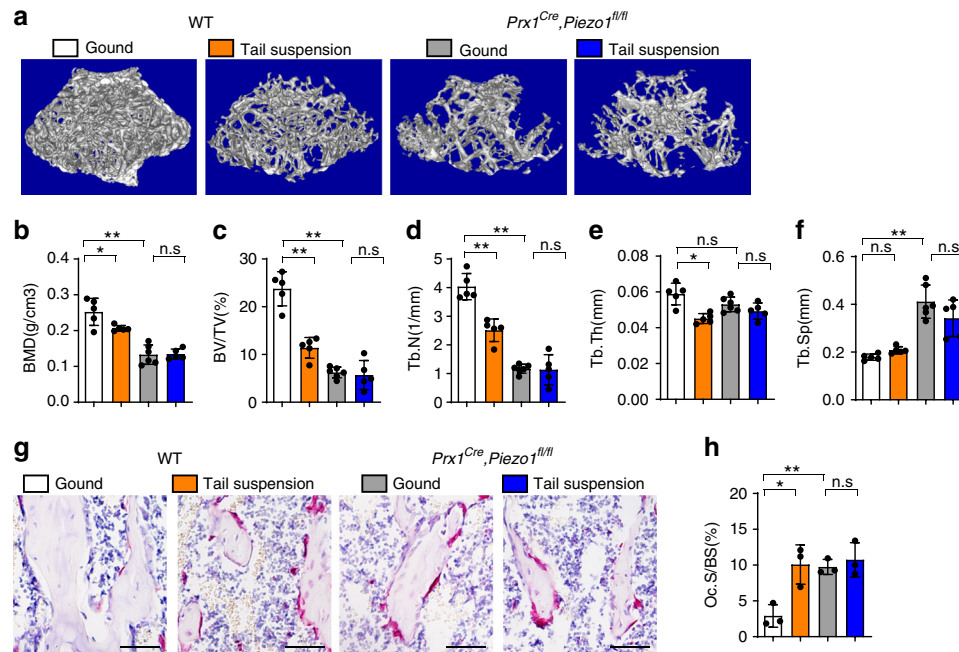 a
WT
Prx1Cre,Piezo1fl/fl
Gound
Tail suspension
Gound
Tail suspension
b
BMD(g/cm3)
0.4
0.3
0.2
0.1
0.0
**
*
n.s
c
BV/TV(%)
30
20
10
0
**
**
n.s
d
Tb.N(1/mm)
5
4
3
2
1
0
**
**
n.s
e
Tb.Th(mm)
0.08
0.06
0.04
0.02
0.00
n.s
*
n.s
f
Tb.Sp(mm)
0.6
0.4
0.2
0.0
**
n.s
n.s
g
WT
Prx1Cre,Piezo1fl/fl
Gound
Tail suspension
Gound
Tail suspension
h
Oc.S/BS(%)
20
15
10
5
0
**
*
n.s